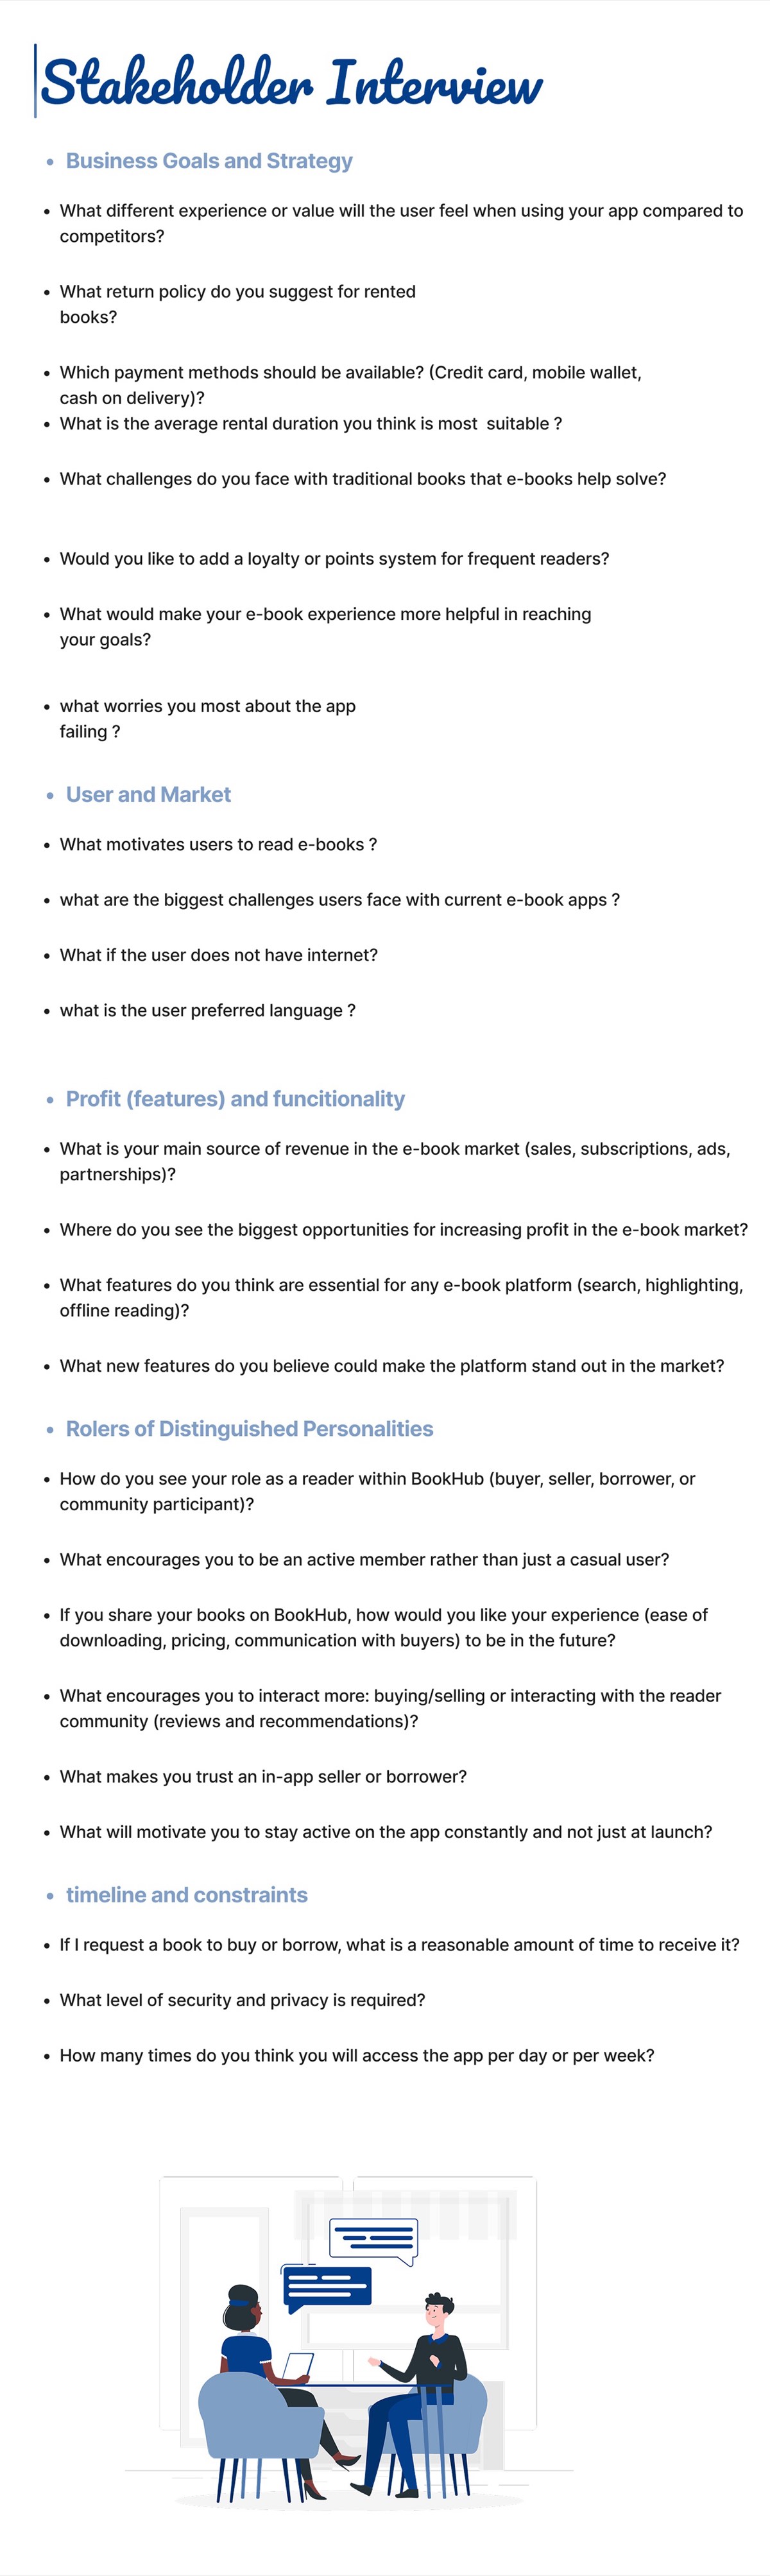 Stakeholder Interview
• Business Goals and Strategy
• What different experience or value will the user feel when using your app compared to
competitors?
• What return policy do you suggest for rented
books?
• Which payment methods should be available? (Credit card, mobile wallet,
cash on delivery)?
• What is the average rental duration you think is most  suitable ?
• What challenges do you face with traditional books that e-books help solve?
• Would you like to add a loyalty or points system for frequent readers?
• What would make your e-book experience more helpful in reaching
your goals?
• what worries you most about the app
failing ?
• User and Market
• What motivates users to read e-books ?
• what are the biggest challenges users face with current e-book apps ?
• What if the user does not have internet?
• what is the user preferred language ?
• Profit (features) and funcitionality
• What is your main source of revenue in the e-book market (sales, subscriptions, ads,
partnerships)?
• Where do you see the biggest opportunities for increasing profit in the e-book market?
• What features do you think are essential for any e-book platform (search, highlighting,
offline reading)?
• What new features do you believe could make the platform stand out in the market?
• Rolers of Distinguished Personalities
• How do you see your role as a reader within BookHub (buyer, seller, borrower, or
community participant)?
• What encourages you to be an active member rather than just a casual user?
• If you share your books on BookHub, how would you like your experience (ease of
downloading, pricing, communication with buyers) to be in the future?
• What encourages you to interact more: buying/selling or interacting with the reader
community (reviews and recommendations)?
• What makes you trust an in-app seller or borrower?
• What will motivate you to stay active on the app constantly and not just at launch?
• timeline and constraints
• If I request a book to buy or borrow, what is a reasonable amount of time to receive it?
• What level of security and privacy is required?
• How many times do you think you will access the app per day or per week?